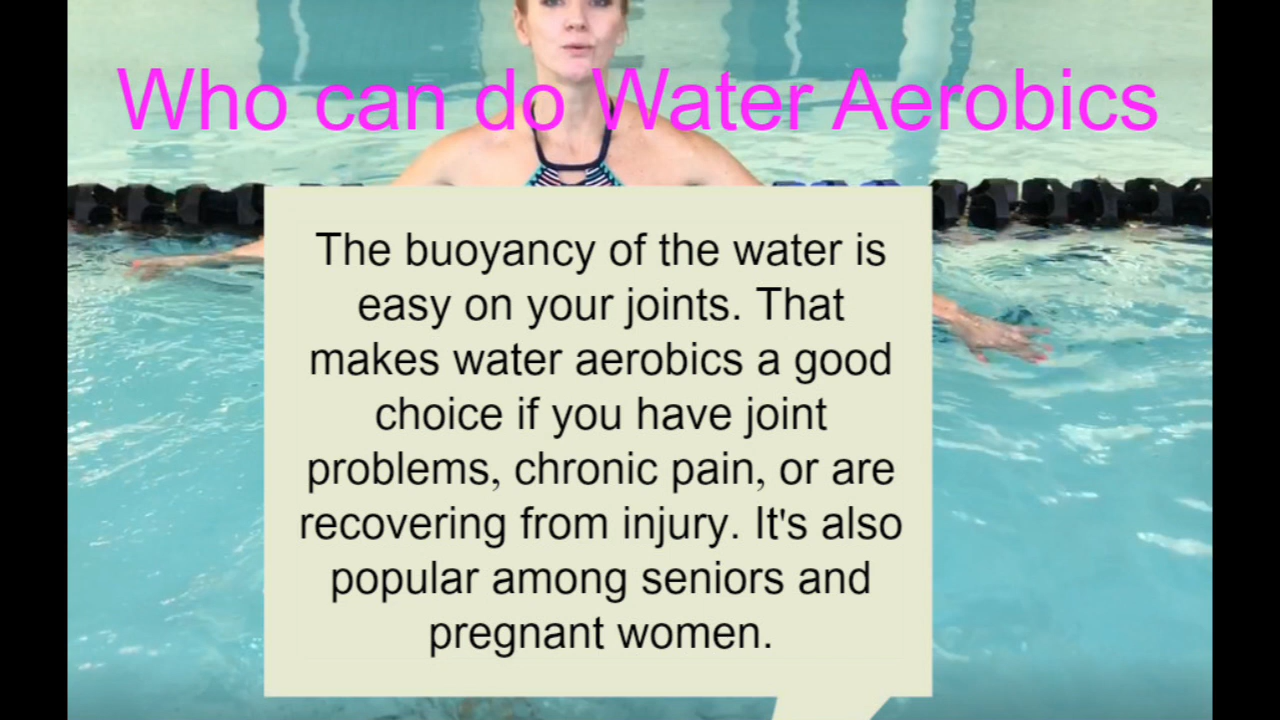 Who can do Water Aerobics
The buoyancy of the water is
easy on your joints. That
makes water aerobics a good
choice if you have joint
problems, chronic pain, or are
recovering from injury. It's also
popular among seniors and
pregnant women.